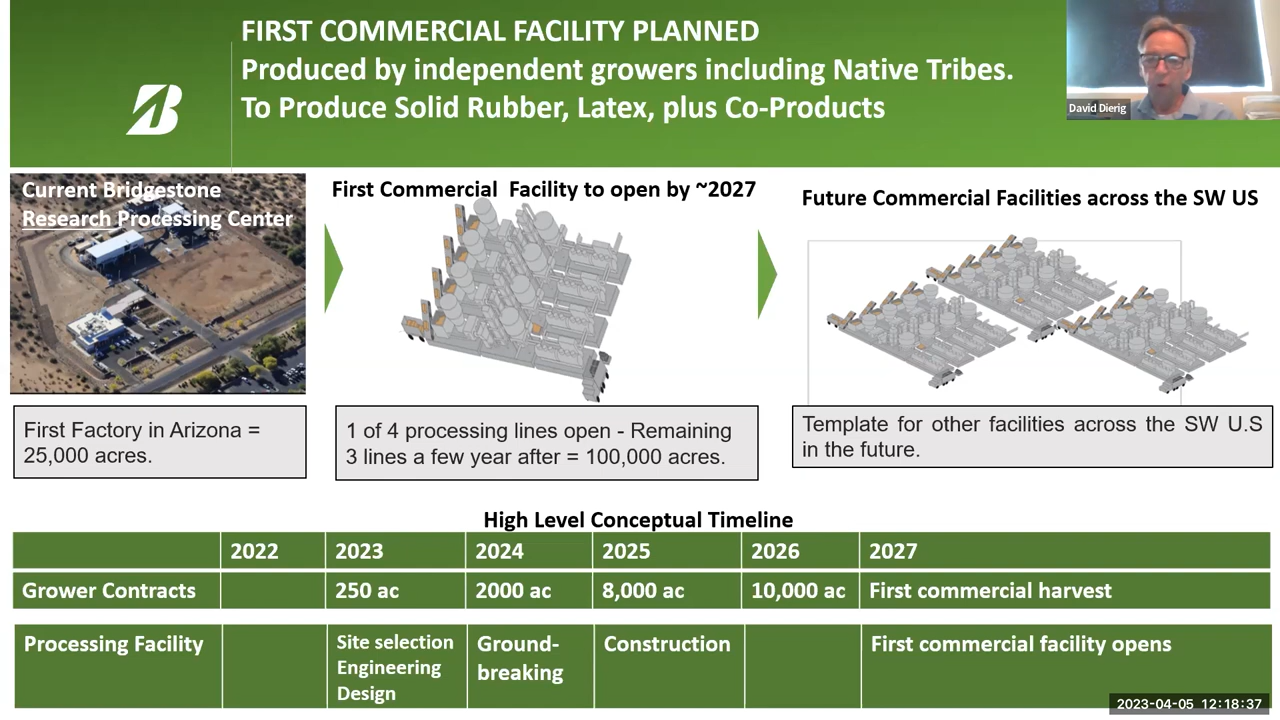 FIRST COMMERCIAL FACILITY PLANNED
Produced by independent growers including Native Tribes.
To Produce Solid Rubber, Latex, plus Co-Products
David Dierig
Current Bridgestone
Research Processing Center
First Commercial Facility to open by ~2027
Future Commercial Facilities across the SW US
First Factory in Arizona =
25,000 acres.
1 of 4 processing lines open - Remaining
3 lines a few year after = 100,000 acres.
Template for other facilities across the SW U.S
in the future.
High Level Conceptual Timeline
2022 2023 2024 2025 2026 2027
Grower Contracts 250 ac 2000 ac 8,000 ac 10,000 ac First commercial harvest
Processing Facility Site selection Ground- Construction First commercial facility opens
Engineering breaking
Design
2023-04-05 12:18:37